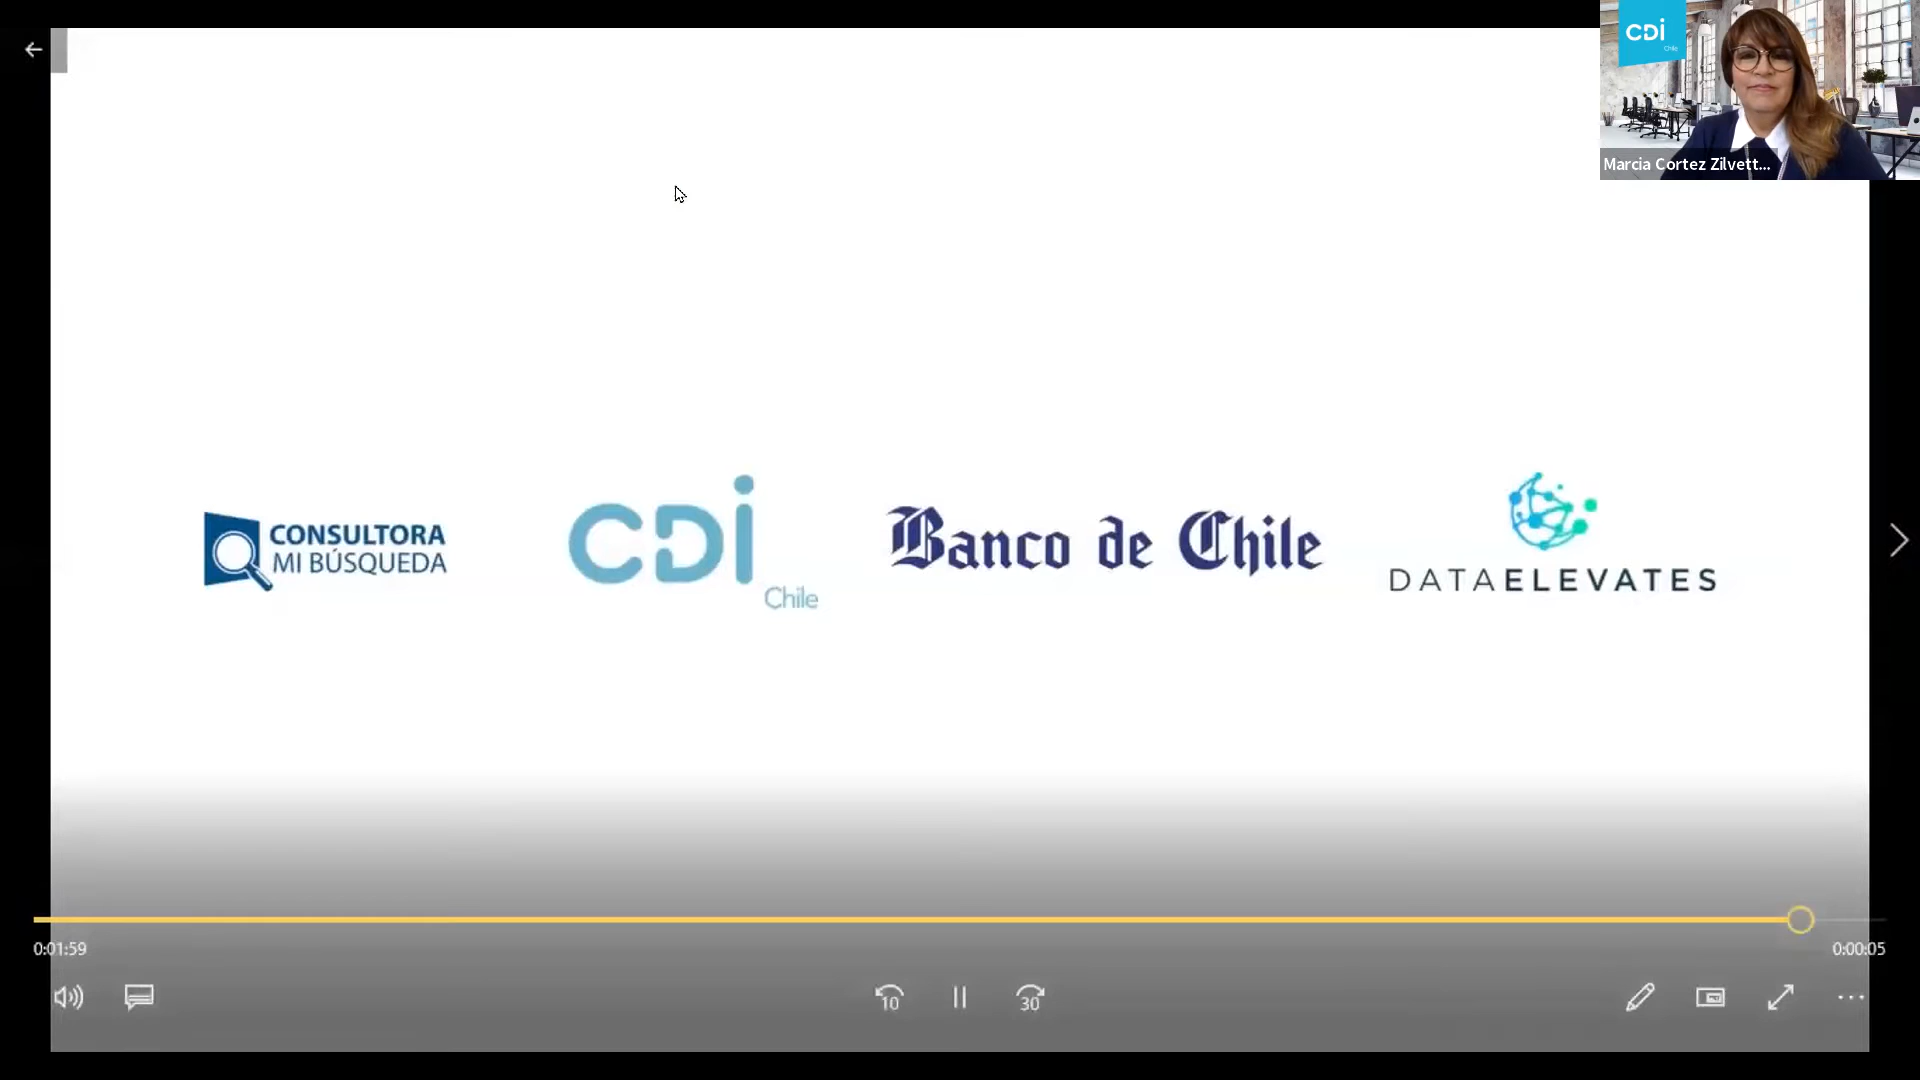 CDI
Chile
Marcia Cortez Zilvett...
CONSULTORA
MI BÚSQUEDA
CDI
Chile
Banco de Chile
DATAELEVATES
0:01:59
0:00:05
10
30